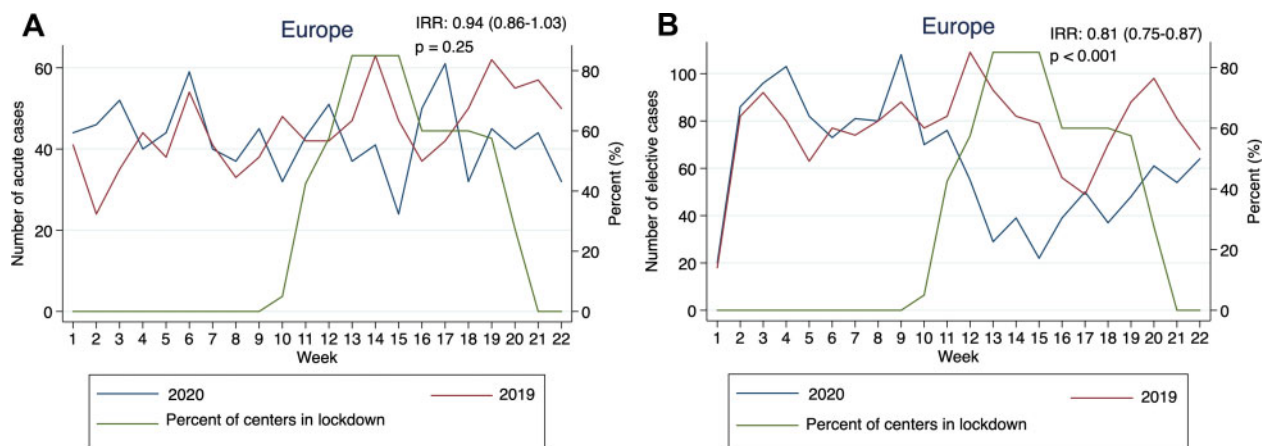 A
Europe
IRR: 0.94 (0.86-1.03)
p = 0.25
Number of acute cases
60
40
20
0
Percent (%)
80
60
40
20
0
1 2 3 4 5 6 7 8 9 10 11 12 13 14 15 16 17 18 19 20 21 22
Week
2020
2019
Percent of centers in lockdown
B
Europe
IRR: 0.81 (0.75-0.87)
p < 0.001
Number of elective cases
100
80
60
40
20
0
Percent (%)
80
60
40
20
0
1 2 3 4 5 6 7 8 9 10 11 12 13 14 15 16 17 18 19 20 21 22
Week
2020
2019
Percent of centers in lockdown